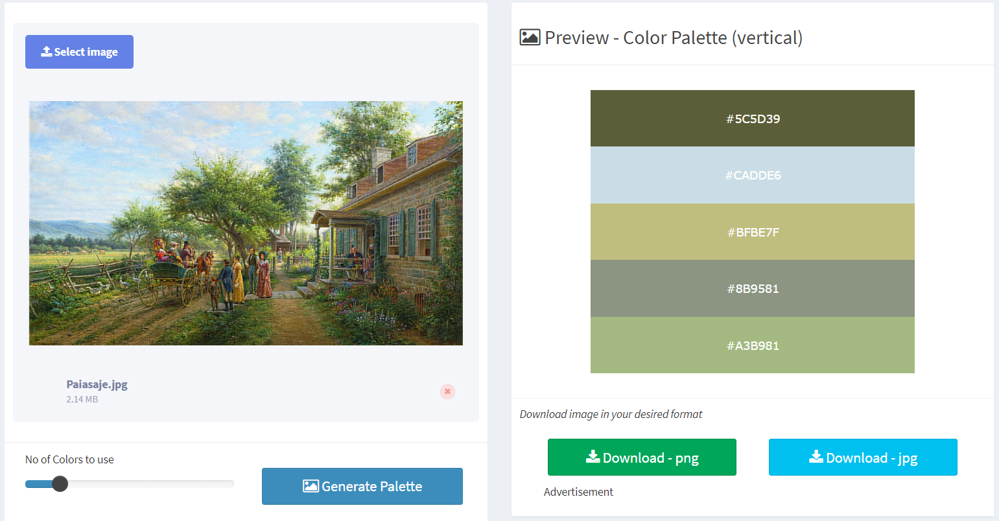 Select image
Paiasaje.jpg
2.14 MB
No of Colors to use
Generate Palette
Preview - Color Palette (vertical)
#5C5D39
#CADDE6
#BFBE7F
#8B9581
#A3B981
Download image in your desired format
Download - png
Download - jpg
Advertisement